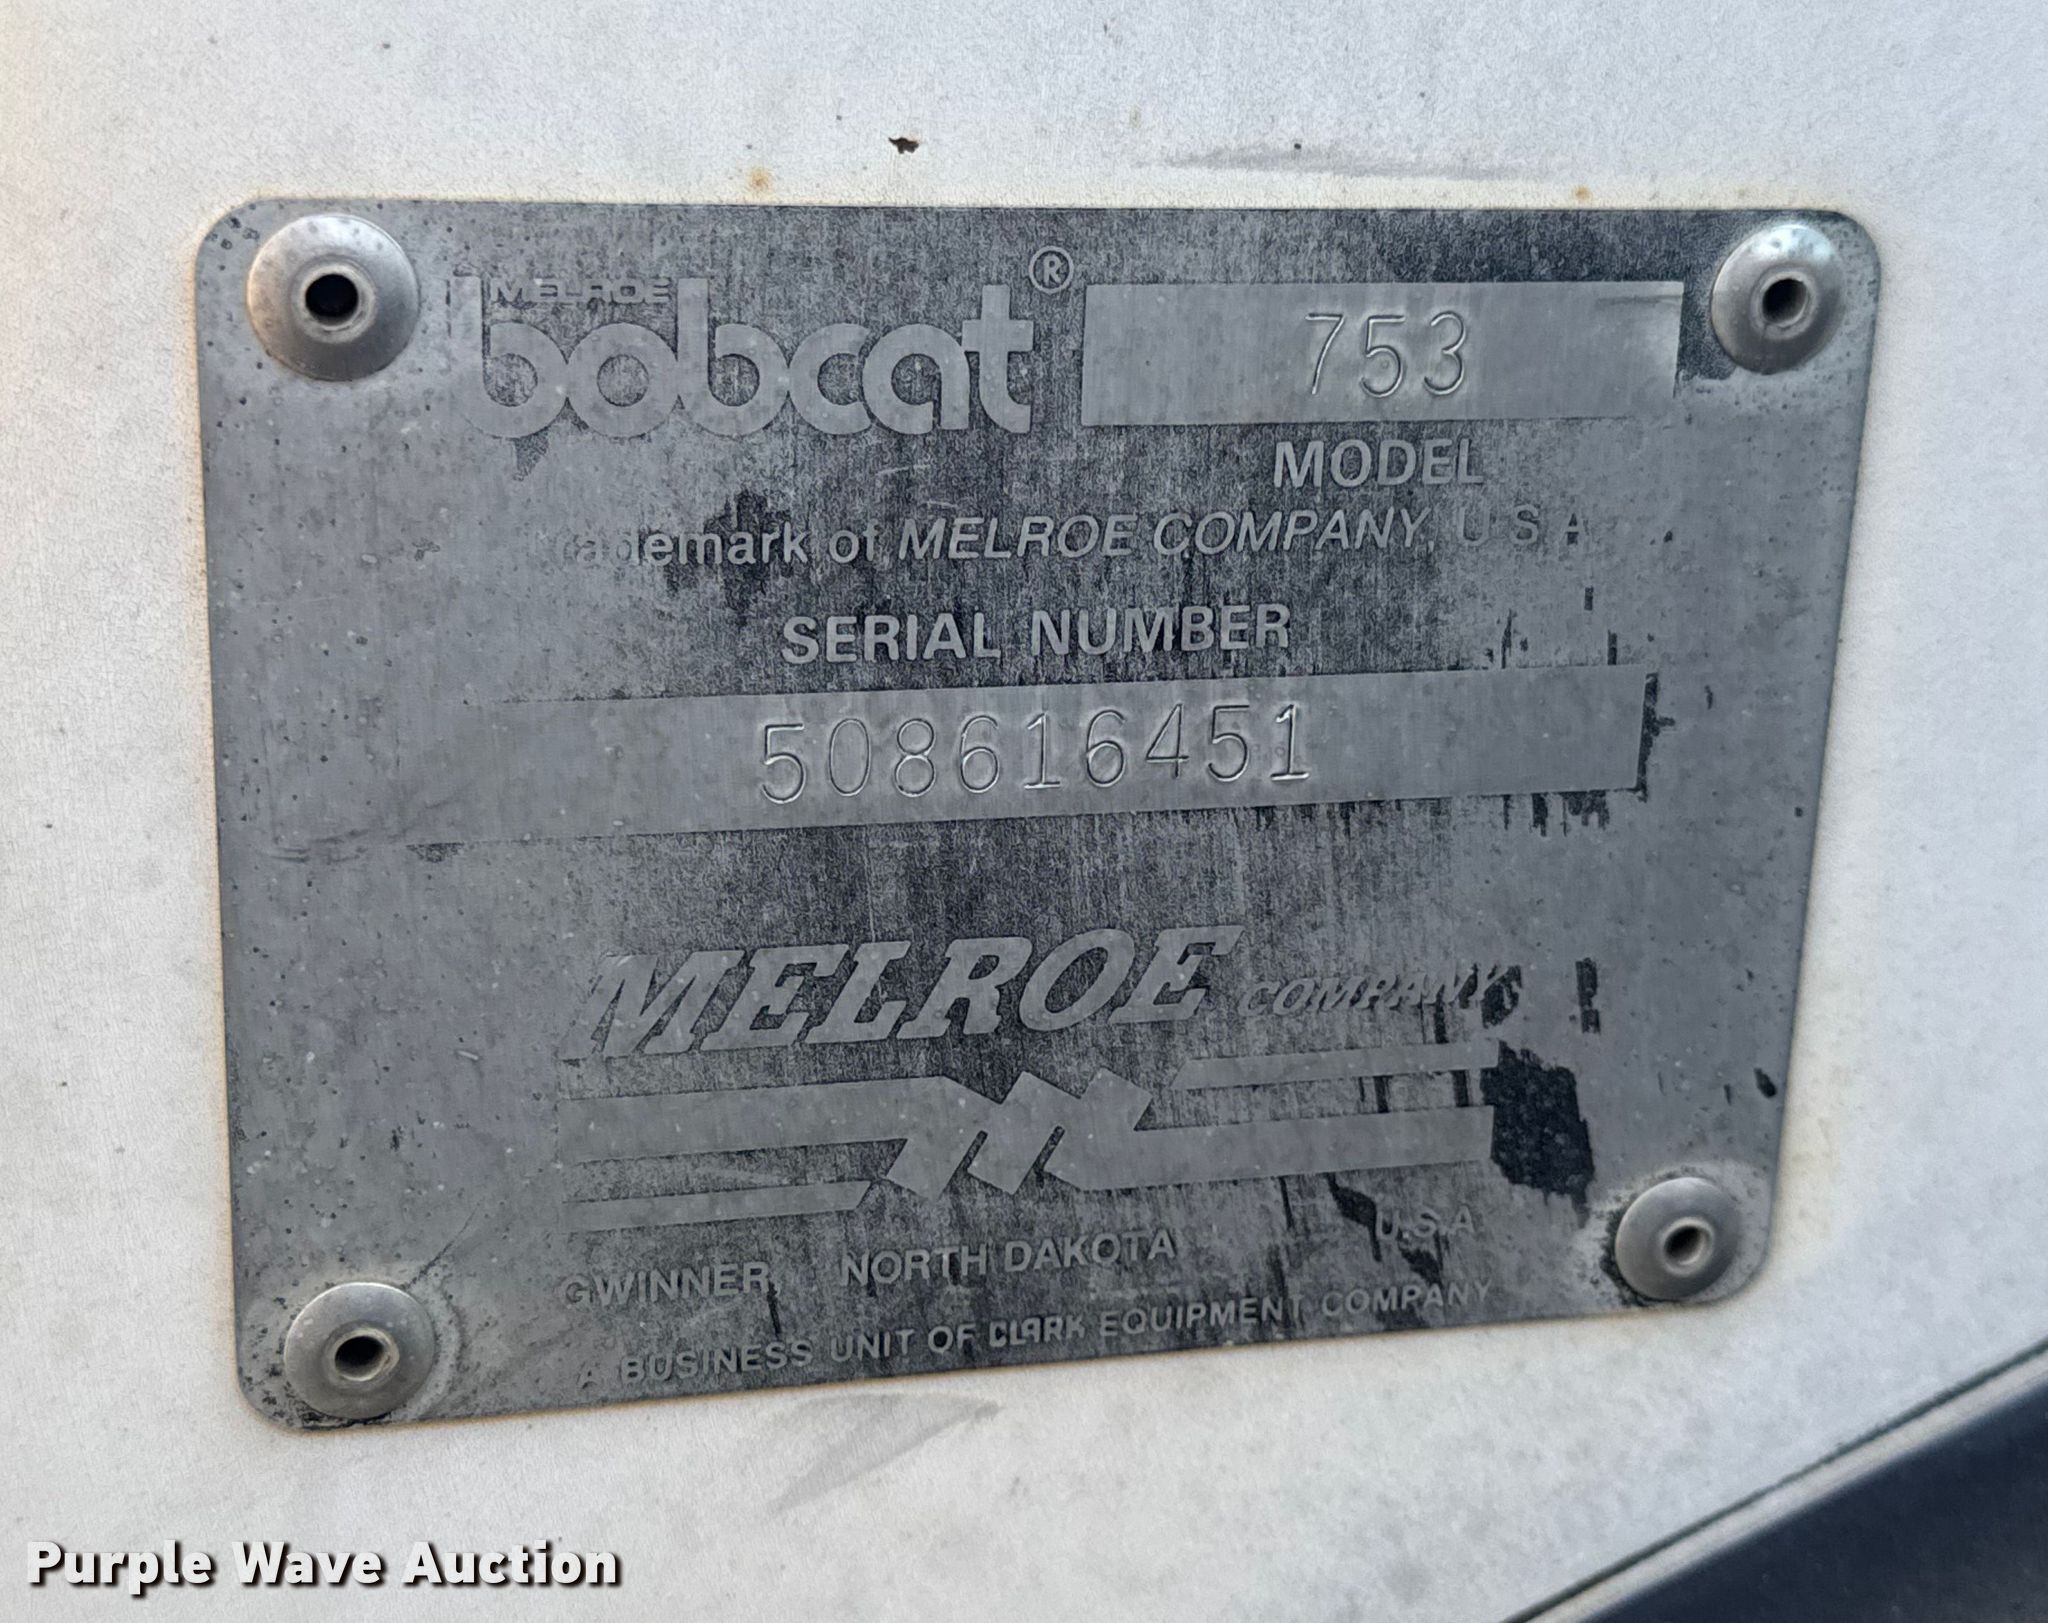 MELROE
bobcat® 753
MODEL
Trademark of MELROE COMPANY, U S A
SERIAL NUMBER
508616451
MELROE COMPANY
GWINNER NORTH DAKOTA U.S.A
A BUSINESS UNIT OF CLARK EQUIPMENT COMPANY
Purple Wave Auction